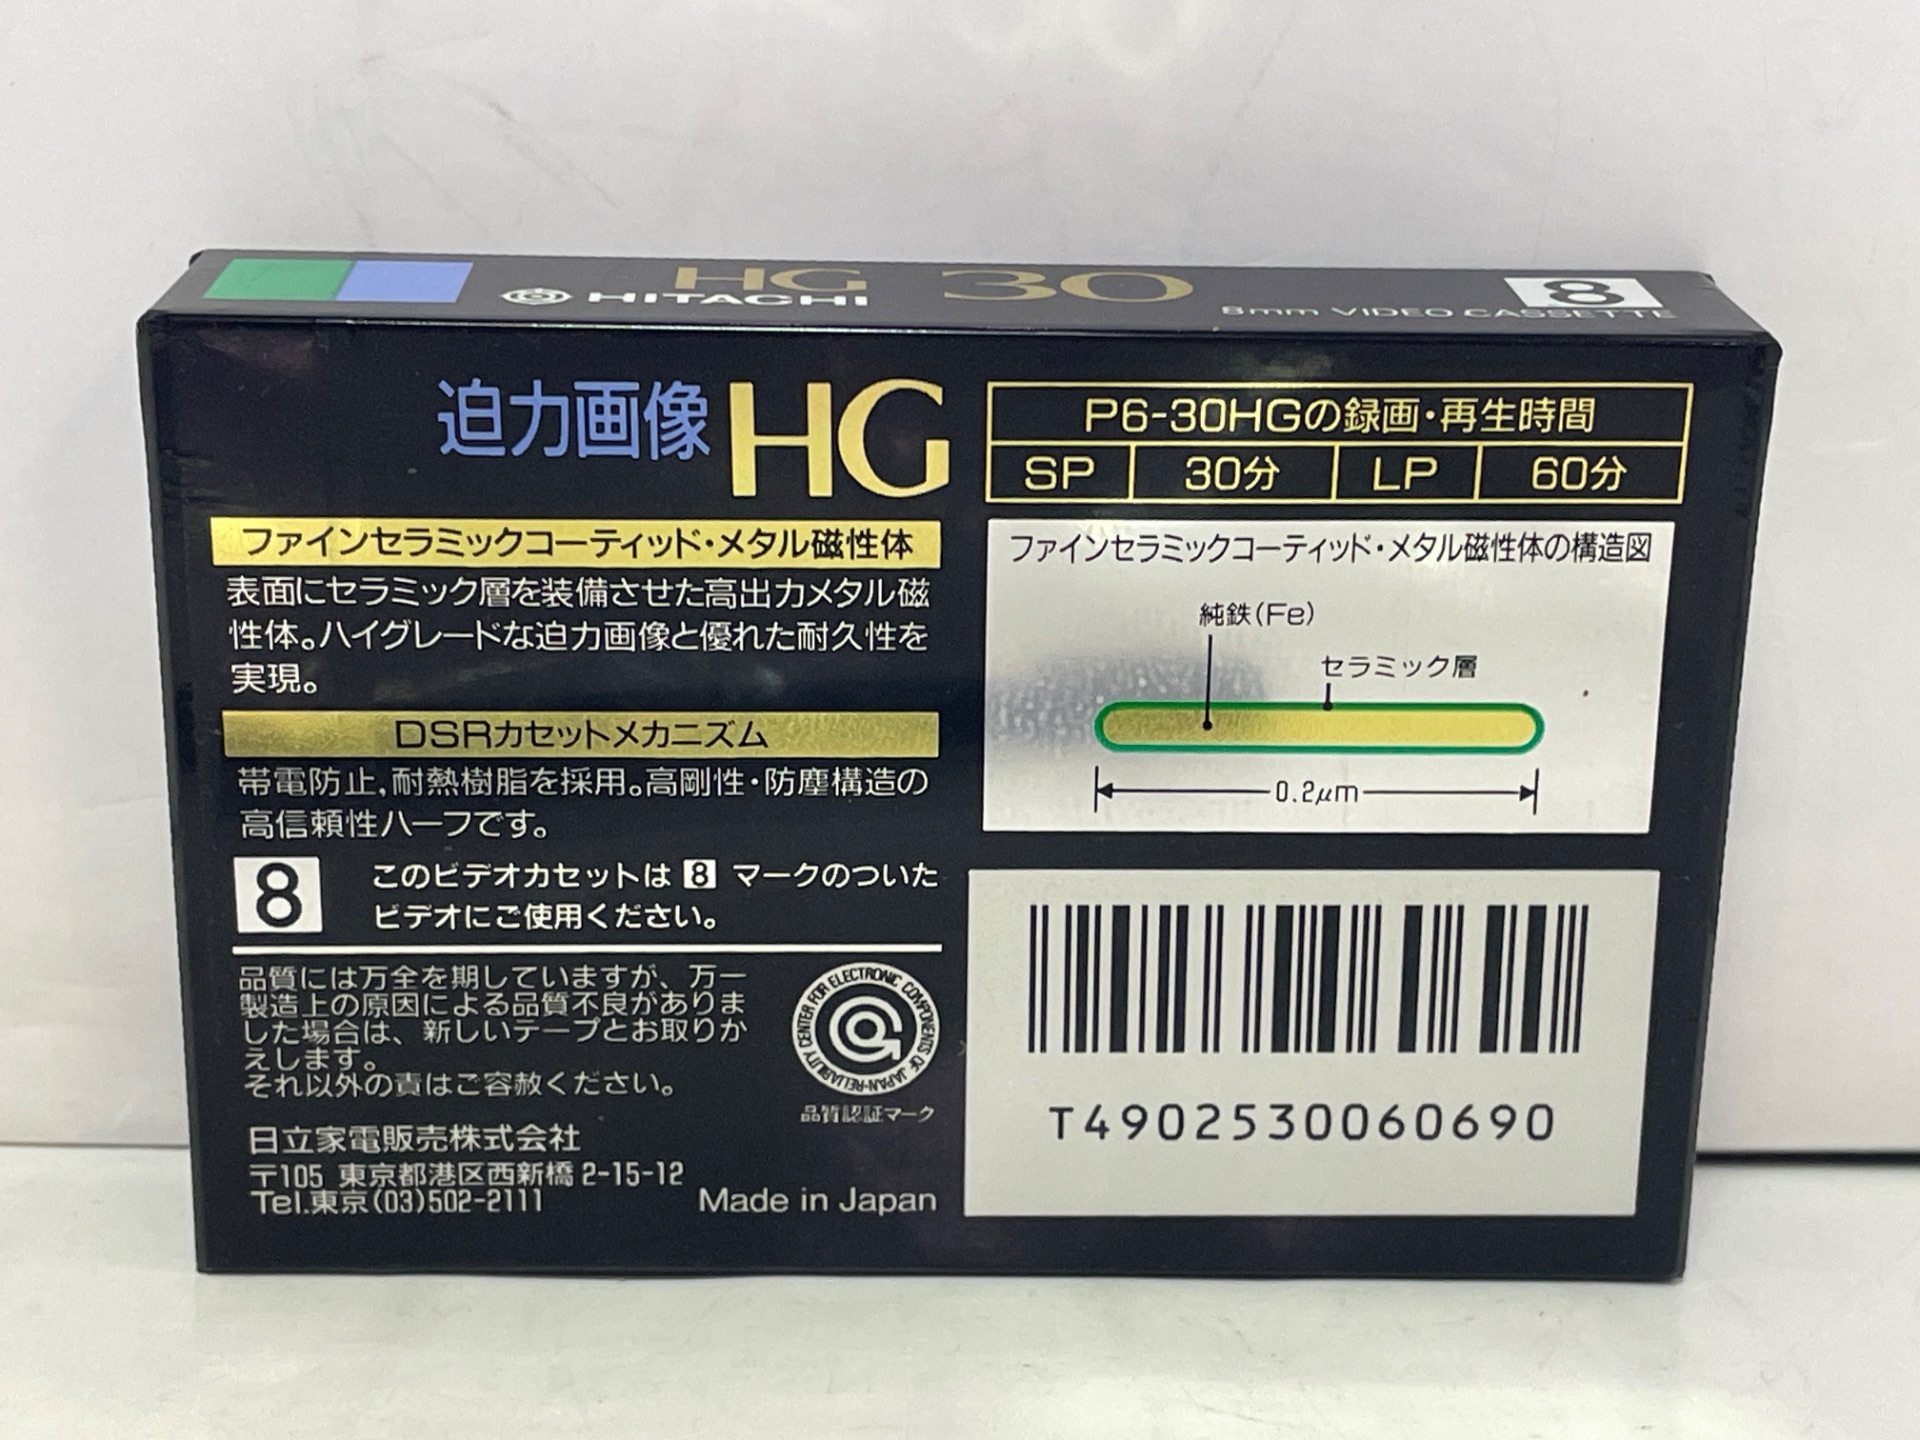 HG 30
HITACHI
8
8mm VIDEO CASSETTE
迫力画像HG
ファインセラミックコーティッド・メタル磁性体
表面にセラミック層を装備させた高出力メタル磁
性体。ハイグレードな迫力画像と優れた耐久性を
実現。
DSRカセットメカニズム
帯電防止,耐熱樹脂を採用。高剛性・防塵構造の
高信頼性ハーフです。
8
このビデオカセットは 8 マークのついた
ビデオにご使用ください。
品質には万全を期していますが、万一
製造上の原因による品質不良がありま
した場合は、新しいテープとお取りか
えします。
それ以外の責はご容赦ください。
RELIABILITY CENTER FOR ELECTRONIC COMPONENTS OF JAPAN
品質認証マーク
日立家電販売株式会社
〒105 東京都港区西新橋 2-15-12
Tel.東京(03)502-2111
Made in Japan
P6-30HGの録画・再生時間
SP 30分 LP 60分
ファインセラミックコーティッド・メタル磁性体の構造図
純鉄(Fe)
セラミック層
0.2μm
T4902530060690